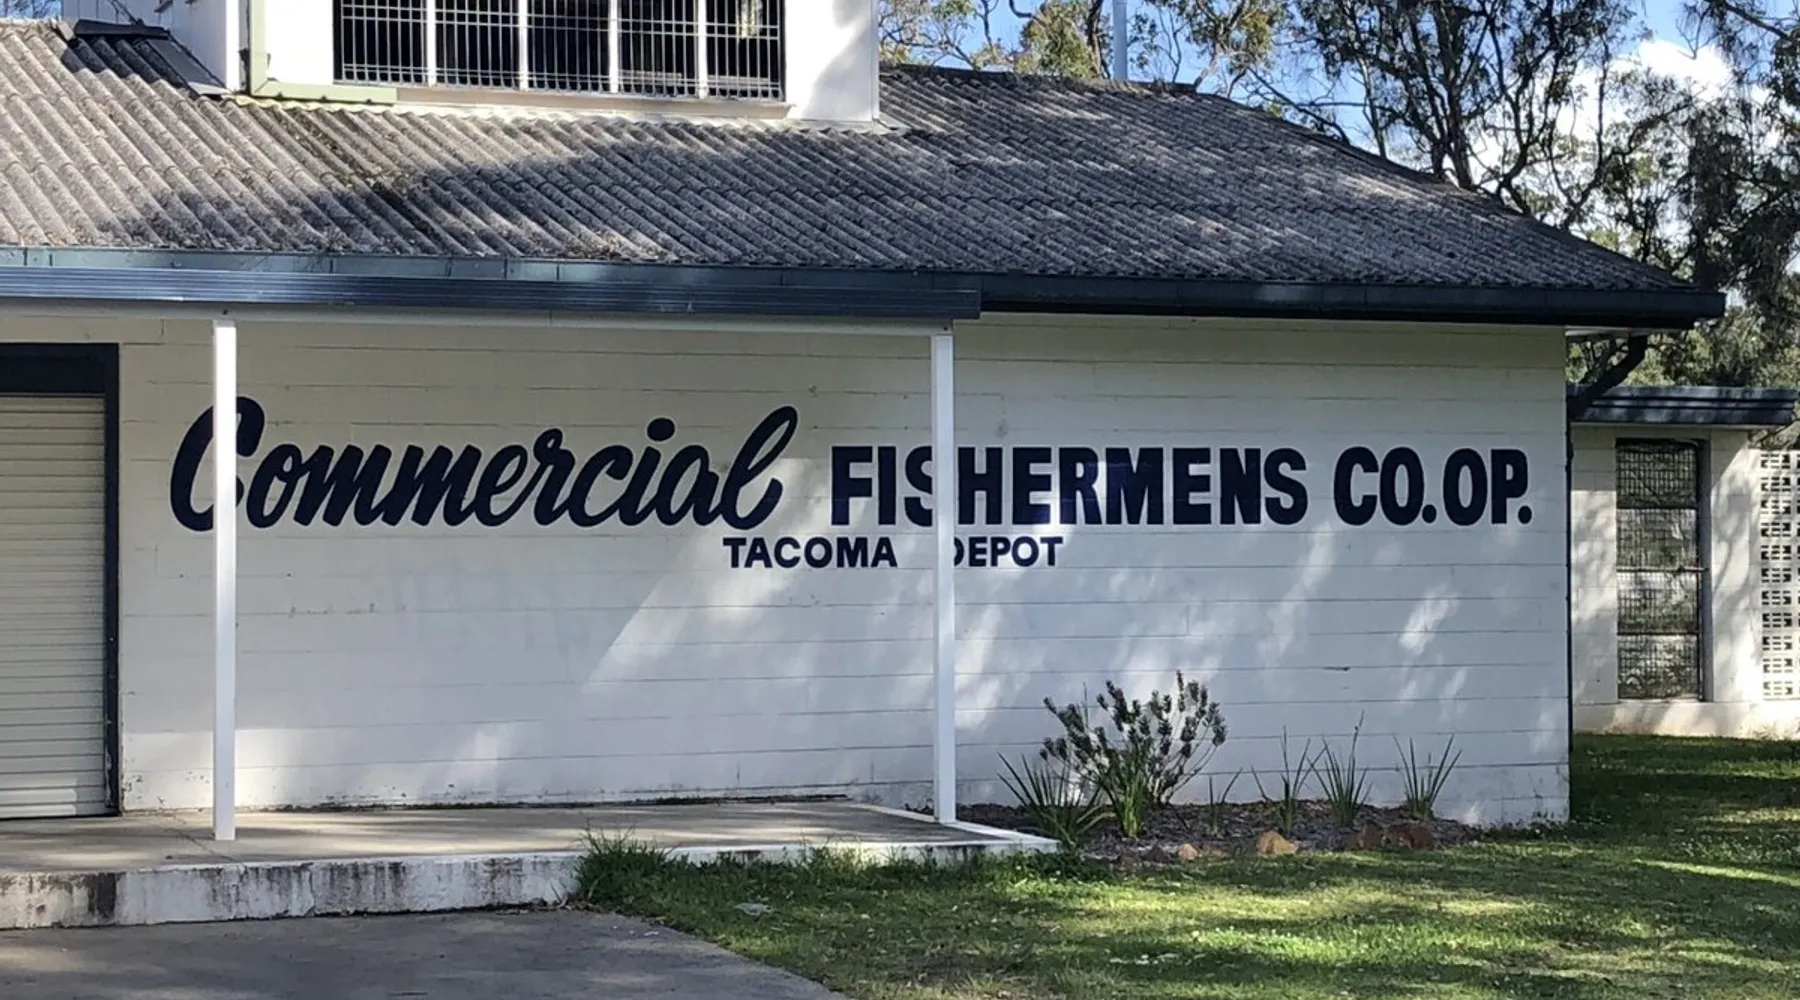 Commercial FISHERMENS CO.OP.
TACOMA DEPOT